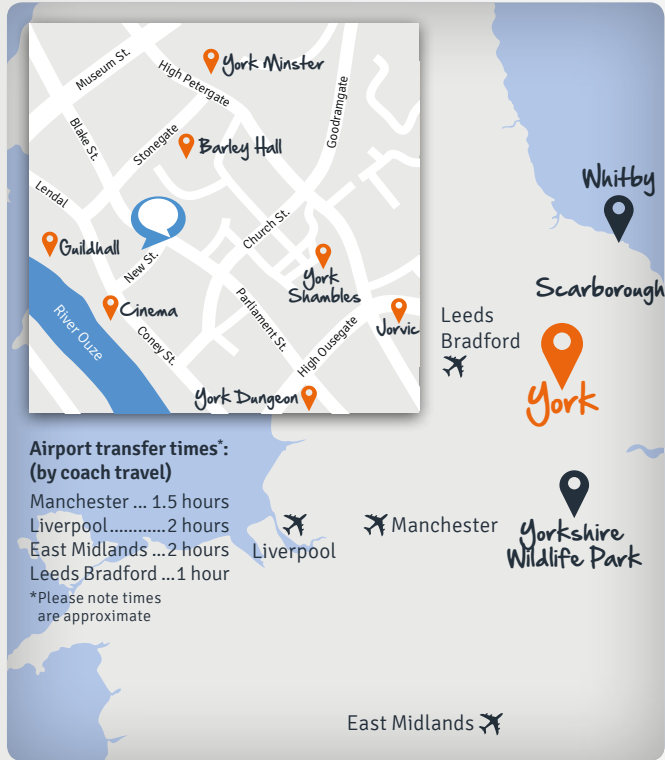 Museum St.
York Minster
High Petergate
Goodramgate
Blake St.
Stonegate
Barley Hall
Lendal
Church St.
Guildhall
New St.
York
Shambles
Cinema
River Ouze
Coney St.
Parliament St.
High Ousegate
Jorvic
York Dungeon
Whitby
Scarborough
Leeds
Bradford
York
Airport transfer times*:
(by coach travel)
Manchester ... 1.5 hours
Liverpool............2 hours
East Midlands ...2 hours
Leeds Bradford ...1 hour
*Please note times
are approximate
Liverpool
Manchester
Yorkshire
Wildlife Park
East Midlands